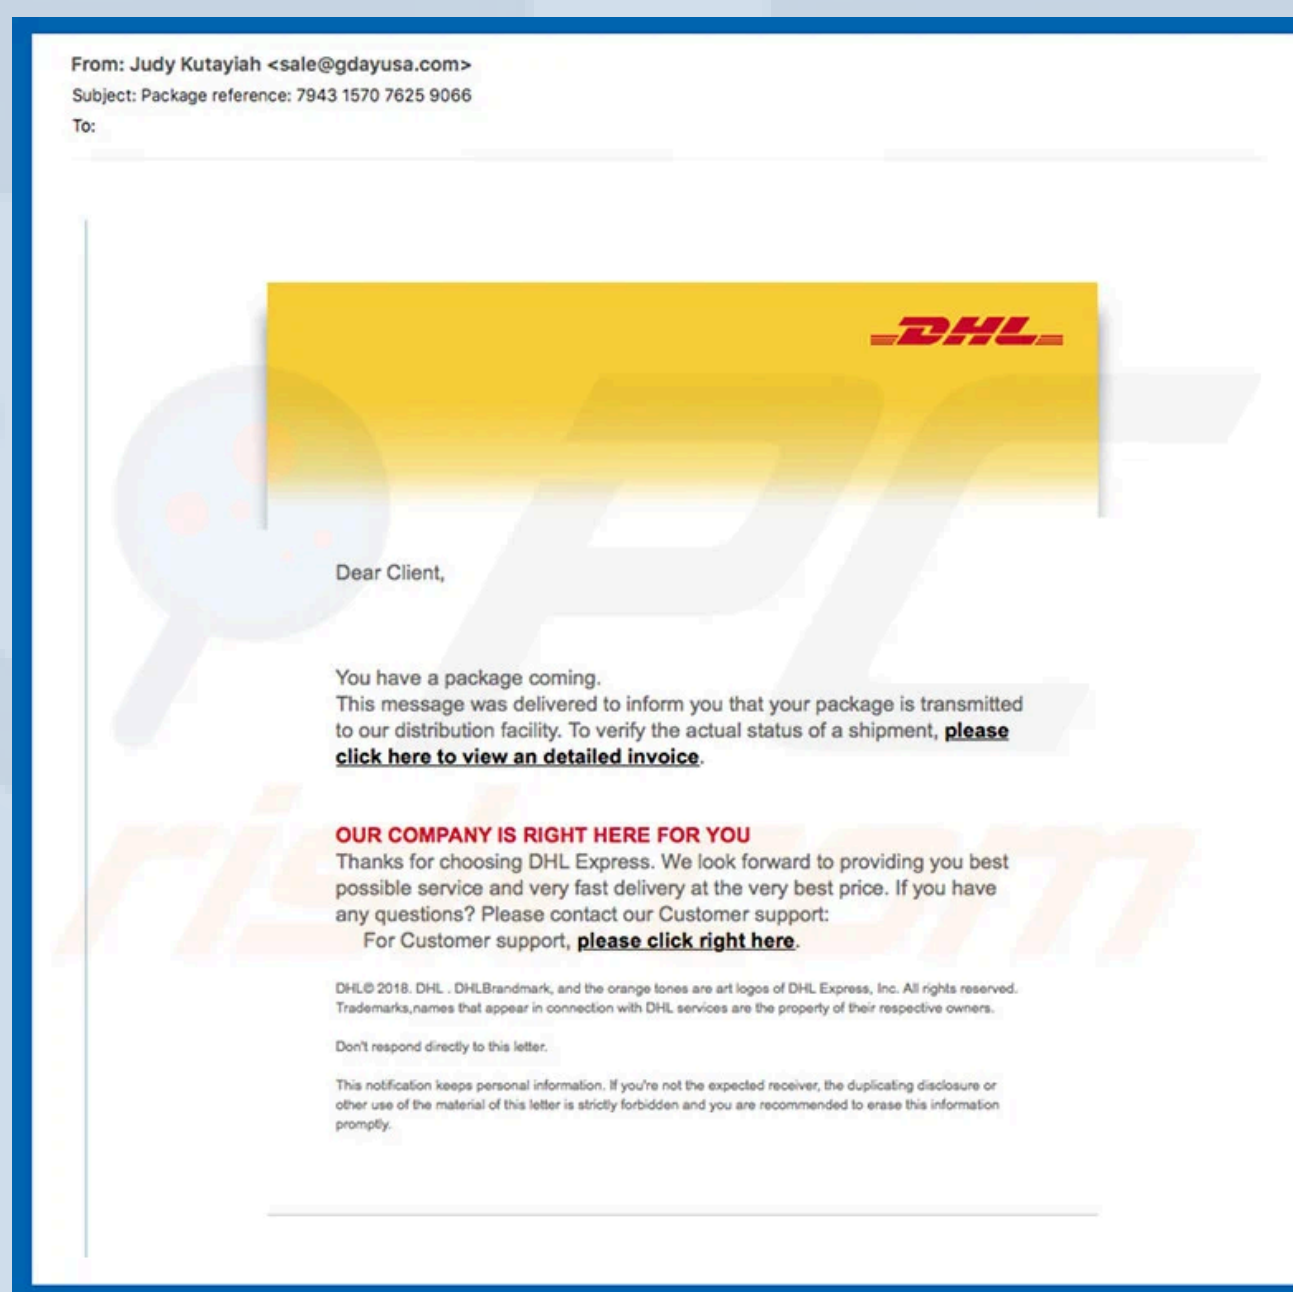 From: Judy Kutayiah <sale@gdayusa.com>
Subject: Package reference: 7943 1570 7625 9066
To:
DHL
PC
risk.com
Dear Client,
You have a package coming.
This message was delivered to inform you that your package is transmitted
to our distribution facility. To verify the actual status of a shipment, please
click here to view an detailed invoice.
OUR COMPANY IS RIGHT HERE FOR YOU
Thanks for choosing DHL Express. We look forward to providing you best
possible service and very fast delivery at the very best price. If you have
any questions? Please contact our Customer support:
For Customer support, please click right here.
DHL© 2018. DHL . DHLBrandmark, and the orange tones are art logos of DHL Express, Inc. All rights reserved.
Trademarks,names that appear in connection with DHL services are the property of their respective owners.
Don't respond directly to this letter.
This notification keeps personal information. If you're not the expected receiver, the duplicating disclosure or
other use of the material of this letter is strictly forbidden and you are recommended to erase this information
promptly.